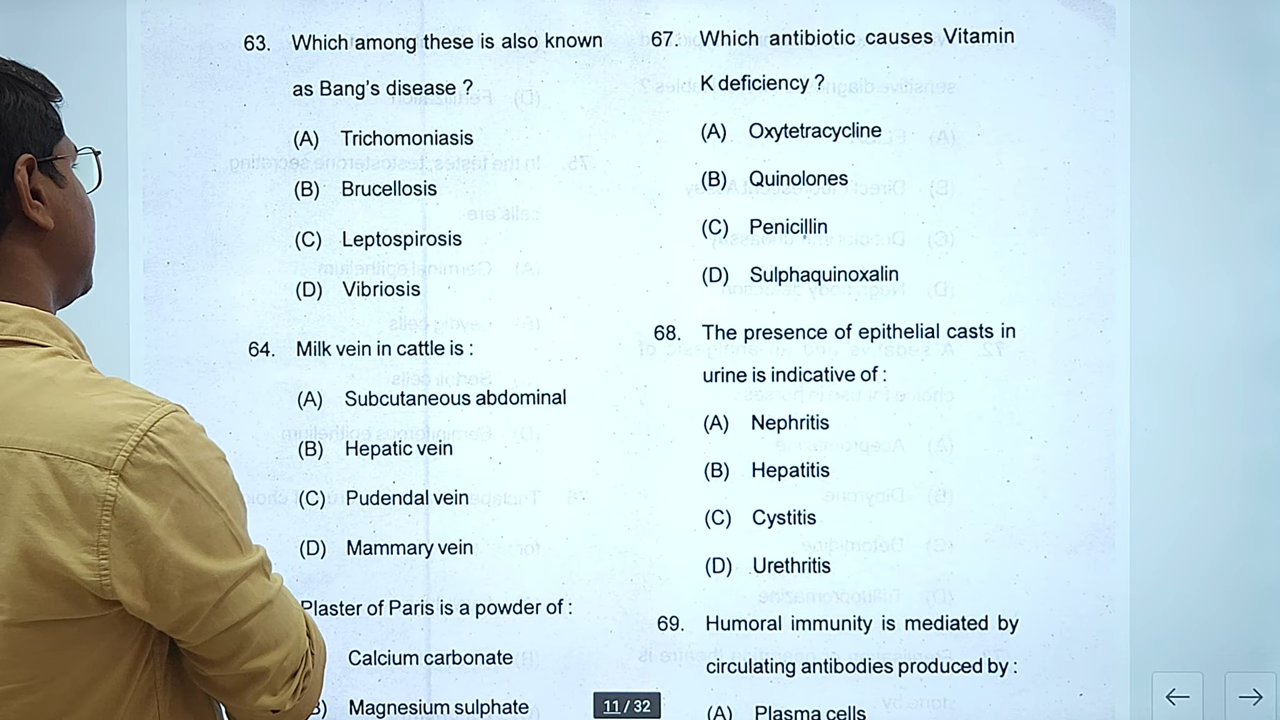 63. Which among these is also known
as Bang's disease ?
(A) Trichomoniasis
(B) Brucellosis
(C) Leptospirosis
(D) Vibriosis
64. Milk vein in cattle is :
(A) Subcutaneous abdominal
(B) Hepatic vein
(C) Pudendal vein
(D) Mammary vein
Plaster of Paris is a powder of :
Calcium carbonate
B) Magnesium sulphate
67. Which antibiotic causes Vitamin
K deficiency ?
(A) Oxytetracycline
(B) Quinolones
(C) Penicillin
(D) Sulphaquinoxalin
68. The presence of epithelial casts in
urine is indicative of :
(A) Nephritis
(B) Hepatitis
(C) Cystitis
(D) Urethritis
69. Humoral immunity is mediated by
circulating antibodies produced by :
(A) Plasma cells
11 / 32